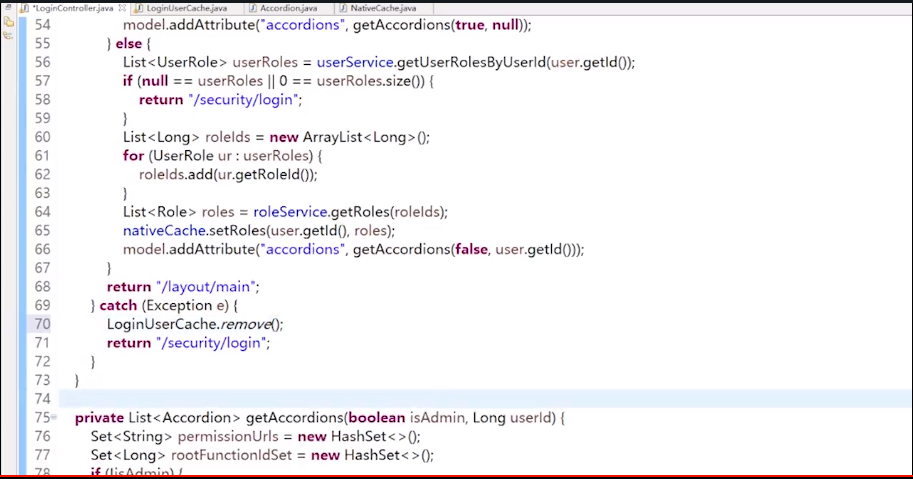 *LoginController.java LoginUserCache.java Accordion.java NativeCache.java
54 model.addAttribute("accordions", getAccordions(true, null));
55 } else {
56 List<UserRole> userRoles = userService.getUserRolesByUserId(user.getId());
57 if (null == userRoles || 0 == userRoles.size()) {
58 return "/security/login";
59 }
60 List<Long> roleIds = new ArrayList<Long>();
61 for (UserRole ur : userRoles) {
62 roleIds.add(ur.getRoleId());
63 }
64 List<Role> roles = roleService.getRoles(roleIds);
65 nativeCache.setRoles(user.getId(), roles);
66 model.addAttribute("accordions", getAccordions(false, user.getId()));
67 }
68 return "/layout/main";
69 } catch (Exception e) {
70 LoginUserCache.remove();
71 return "/security/login";
72 }
73 }
74
75 private List<Accordion> getAccordions(boolean isAdmin, Long userId) {
76 Set<String> permissionUrls = new HashSet<>();
77 Set<Long> rootFunctionIdSet = new HashSet<>();
78 if (!isAdmin) {